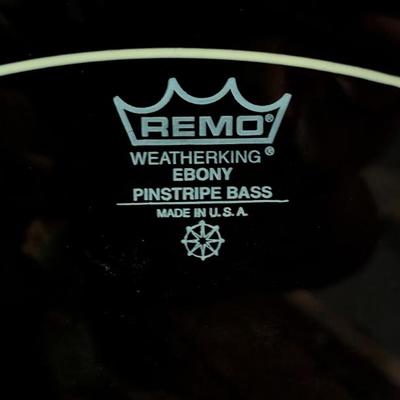 REMO®
WEATHERKING®
EBONY
PINSTRIPE BASS
MADE IN U.S.A.